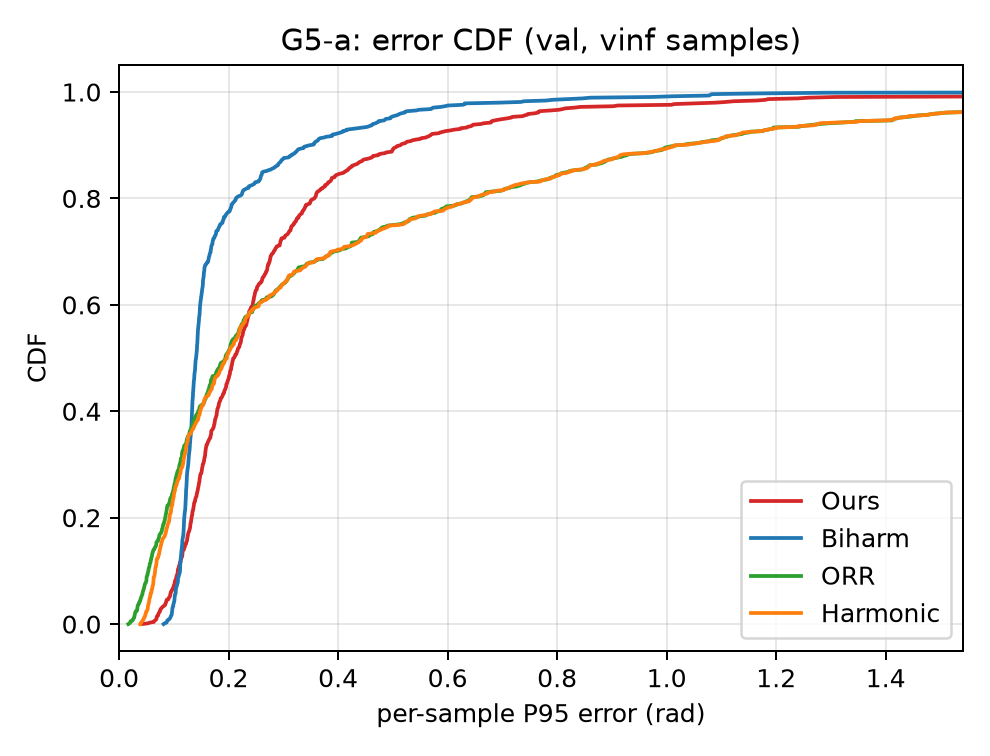 G5-a: error CDF (val, vinf samples)
CDF
1.0
0.8
0.6
0.4
0.2
0.0
0.0 0.2 0.4 0.6 0.8 1.0 1.2 1.4
per-sample P95 error (rad)
Ours
Biharm
ORR
Harmonic